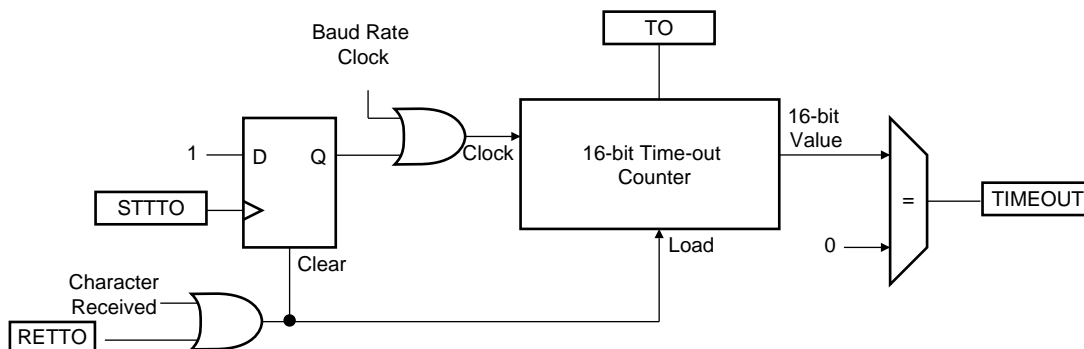 TO
Baud Rate
Clock
16-bit
Value
1
D
Q
Clock
16-bit Time-out
Counter
STTTO
=
TIMEOUT
Clear
Load
0
Character
Received
RETTO